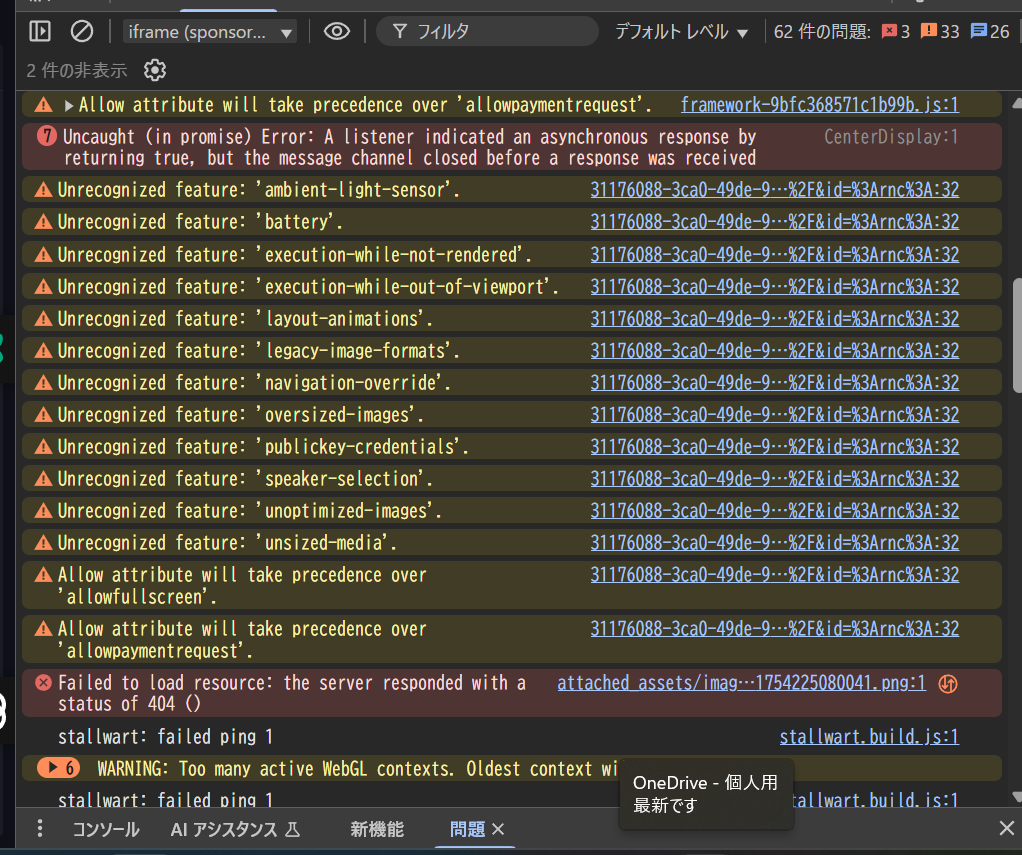 iframe (sponsor... ▼ フィルタ デフォルト レベル ▼ 62 件の問題: 3 33 26
2 件の非表示
Allow attribute will take precedence over 'allowpaymentrequest'. framework-9bfc368571c1b99b.js:1
7 Uncaught (in promise) Error: A listener indicated an asynchronous response by CenterDisplay:1
returning true, but the message channel closed before a response was received
Unrecognized feature: 'ambient-light-sensor'. 31176088-3ca0-49de-9…%2F&id=%3Arnc%3A:32
Unrecognized feature: 'battery'. 31176088-3ca0-49de-9…%2F&id=%3Arnc%3A:32
Unrecognized feature: 'execution-while-not-rendered'. 31176088-3ca0-49de-9…%2F&id=%3Arnc%3A:32
Unrecognized feature: 'execution-while-out-of-viewport'. 31176088-3ca0-49de-9…%2F&id=%3Arnc%3A:32
Unrecognized feature: 'layout-animations'. 31176088-3ca0-49de-9…%2F&id=%3Arnc%3A:32
Unrecognized feature: 'legacy-image-formats'. 31176088-3ca0-49de-9…%2F&id=%3Arnc%3A:32
Unrecognized feature: 'navigation-override'. 31176088-3ca0-49de-9…%2F&id=%3Arnc%3A:32
Unrecognized feature: 'oversized-images'. 31176088-3ca0-49de-9…%2F&id=%3Arnc%3A:32
Unrecognized feature: 'publickey-credentials'. 31176088-3ca0-49de-9…%2F&id=%3Arnc%3A:32
Unrecognized feature: 'speaker-selection'. 31176088-3ca0-49de-9…%2F&id=%3Arnc%3A:32
Unrecognized feature: 'unoptimized-images'. 31176088-3ca0-49de-9…%2F&id=%3Arnc%3A:32
Unrecognized feature: 'unsized-media'. 31176088-3ca0-49de-9…%2F&id=%3Arnc%3A:32
Allow attribute will take precedence over 31176088-3ca0-49de-9…%2F&id=%3Arnc%3A:32
'allowfullscreen'.
Allow attribute will take precedence over 31176088-3ca0-49de-9…%2F&id=%3Arnc%3A:32
'allowpaymentrequest'.
Failed to load resource: the server responded with a attached_assets/imag…1754225080041.png:1
status of 404 ()
stallwart: failed ping 1 stallwart.build.js:1
6 WARNING: Too many active WebGL contexts. Oldest context wi
OneDrive - 個人用
最新です
stallwart: failed ping 1 tallwart.build.js:1
コンソール AI アシスタンス 新機能 問題